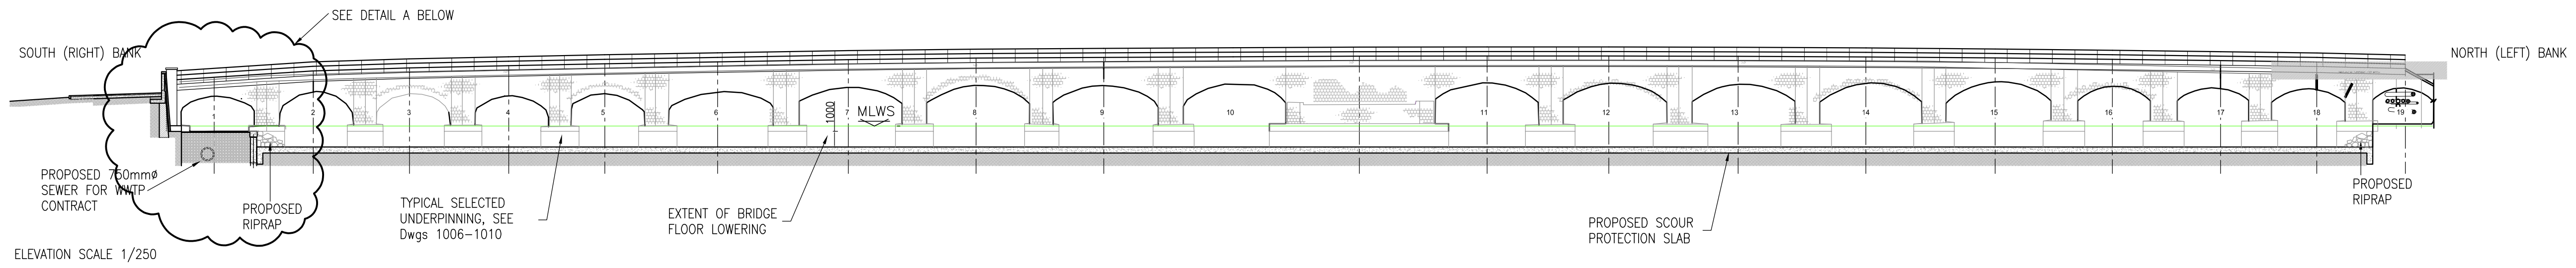 SEE DETAIL A BELOW
SOUTH (RIGHT) BANK
NORTH (LEFT) BANK
1
2
3
4
5
6
7
8
9
10
11
12
13
14
15
16
17
18
19
1000
MLWS
PROPOSED 750mmø
SEWER FOR WWTP
CONTRACT
PROPOSED
RIPRAP
TYPICAL SELECTED
UNDERPINNING, SEE
Dwgs 1006-1010
EXTENT OF BRIDGE
FLOOR LOWERING
PROPOSED SCOUR
PROTECTION SLAB
PROPOSED
RIPRAP
ELEVATION SCALE 1/250